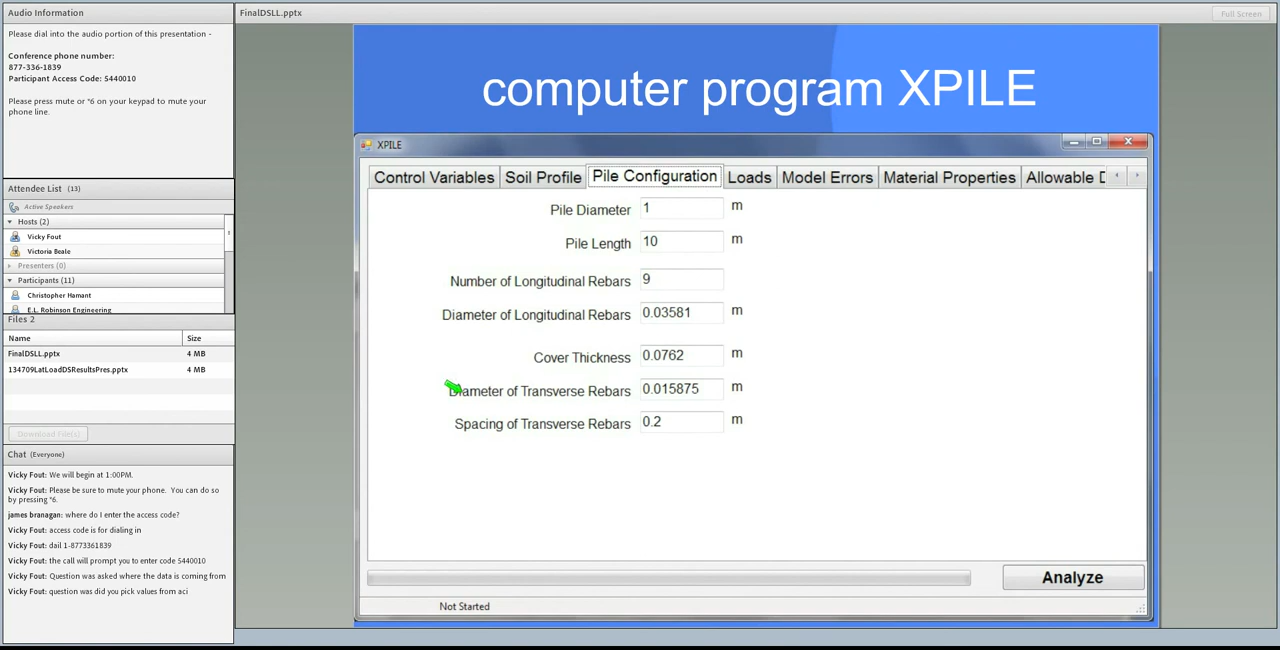 Audio Information
Please dial into the audio portion of this presentation -
Conference phone number:
877-336-1839
Participant Access Code: 5440010
Please press mute or *6 on your keypad to mute your
phone line.
Attendee List (13)
Active Speakers
Hosts (2)
Vicky Fout
Victoria Beale
Presenters (0)
Participants (11)
Christopher Hamant
E.L. Robinson Engineering
Files 2
Name Size
FinalDSLL.pptx 4 MB
134709LatLoadDSResultsPres.pptx 4 MB
Download File(s)
Chat (Everyone)
Vicky Fout: We will begin at 1:00PM.
Vicky Fout: Please be sure to mute your phone. You can do so
by pressing *6.
james branagan: where do I enter the access code?
Vicky Fout: access code is for dialing in
Vicky Fout: dail 1-8773361839
Vicky Fout: the call will prompt you to enter code 5440010
Vicky Fout: Question was asked where the data is coming from
Vicky Fout: question was did you pick values from aci
FinalDSLL.pptx
Full Screen
computer program XPILE
XPILE
Control Variables Soil Profile Pile Configuration Loads Model Errors Material Properties Allowable D
Pile Diameter 1 m
Pile Length 10 m
Number of Longitudinal Rebars 9
Diameter of Longitudinal Rebars 0.03581 m
Cover Thickness 0.0762 m
Diameter of Transverse Rebars 0.015875 m
Spacing of Transverse Rebars 0.2 m
Analyze
Not Started